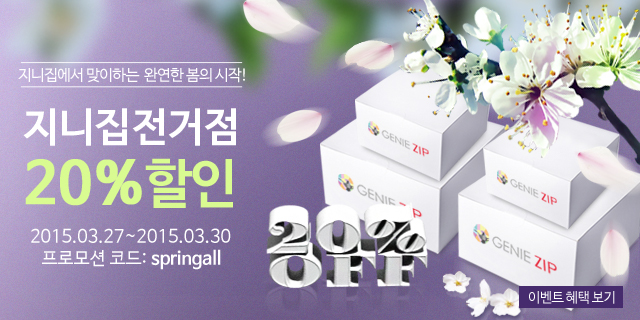 지니집에서 맞이하는 완연한 봄의 시작!
지니집전거점
20%할인
2015.03.27~2015.03.30
프로모션 코드: springall
GENIE ZIP
GENIE ZIP
GENIE ZIP
GENIE ZIP
20%
OFF
이벤트 혜택 보기